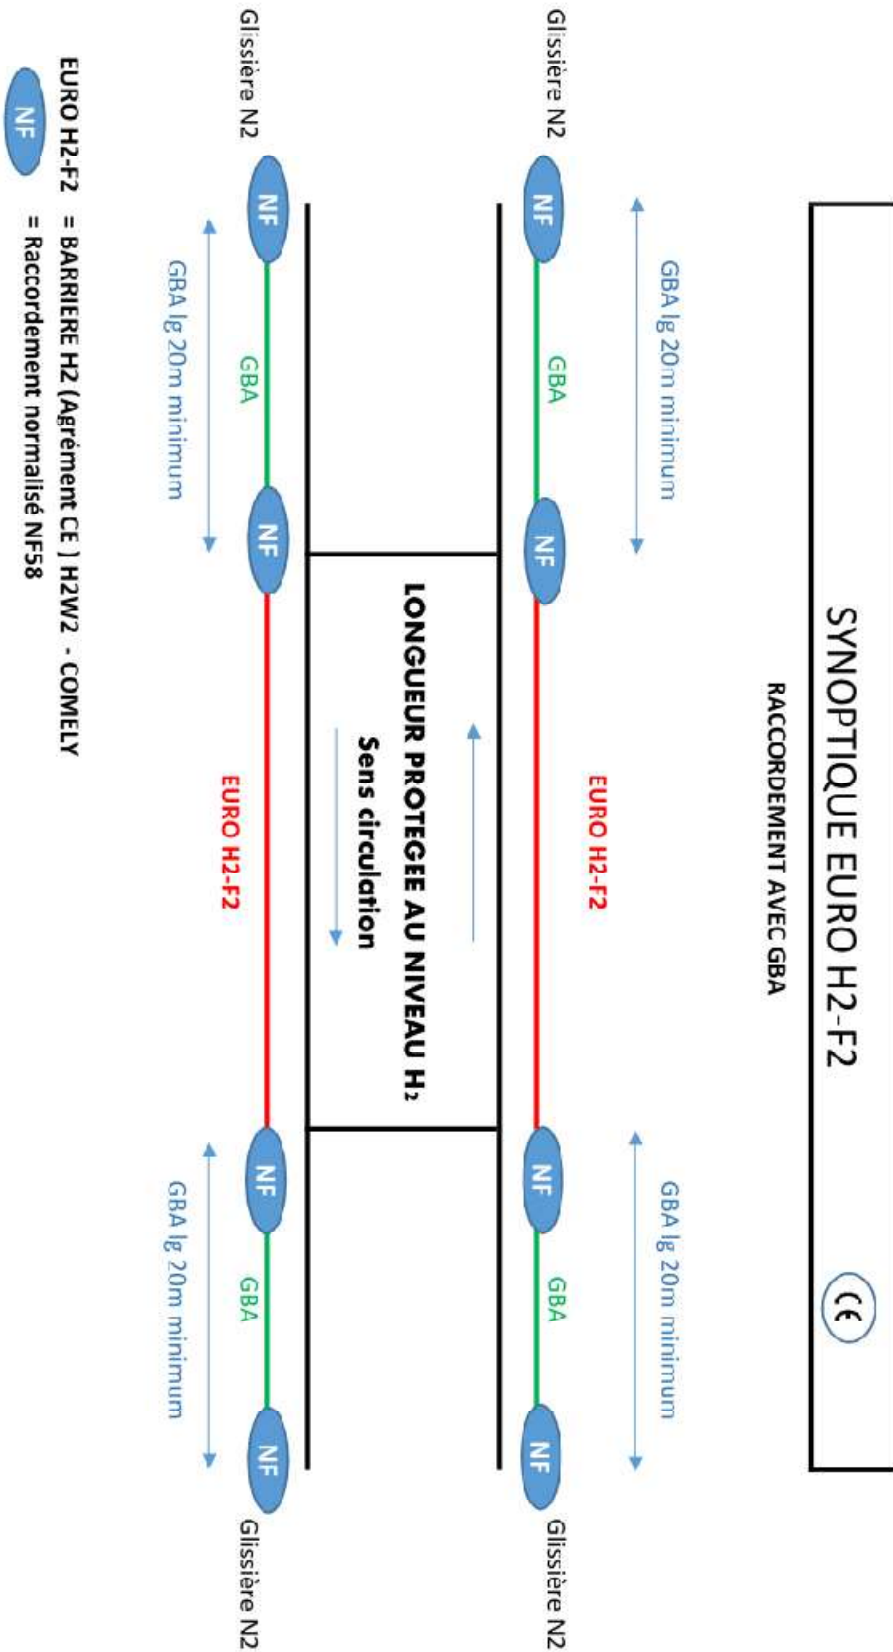 SYNOPTIQUE EURO H2-F2
CE
RACCORDEMENT AVEC GBA
GBA lg 20m minimum
GBA lg 20m minimum
EURO H2-F2
Glissière N2
NF
GBA
NF
NF
GBA
NF
Glissière N2
LONGUEUR PROTEGEE AU NIVEAU H2
Sens circulation
Glissière N2
NF
GBA
NF
NF
GBA
NF
Glissière N2
EURO H2-F2
GBA lg 20m minimum
GBA lg 20m minimum
EURO H2-F2 = BARRIERE H2 (Agrément CE ) H2W2 - COMELY
NF = Raccordement normalisé NF58